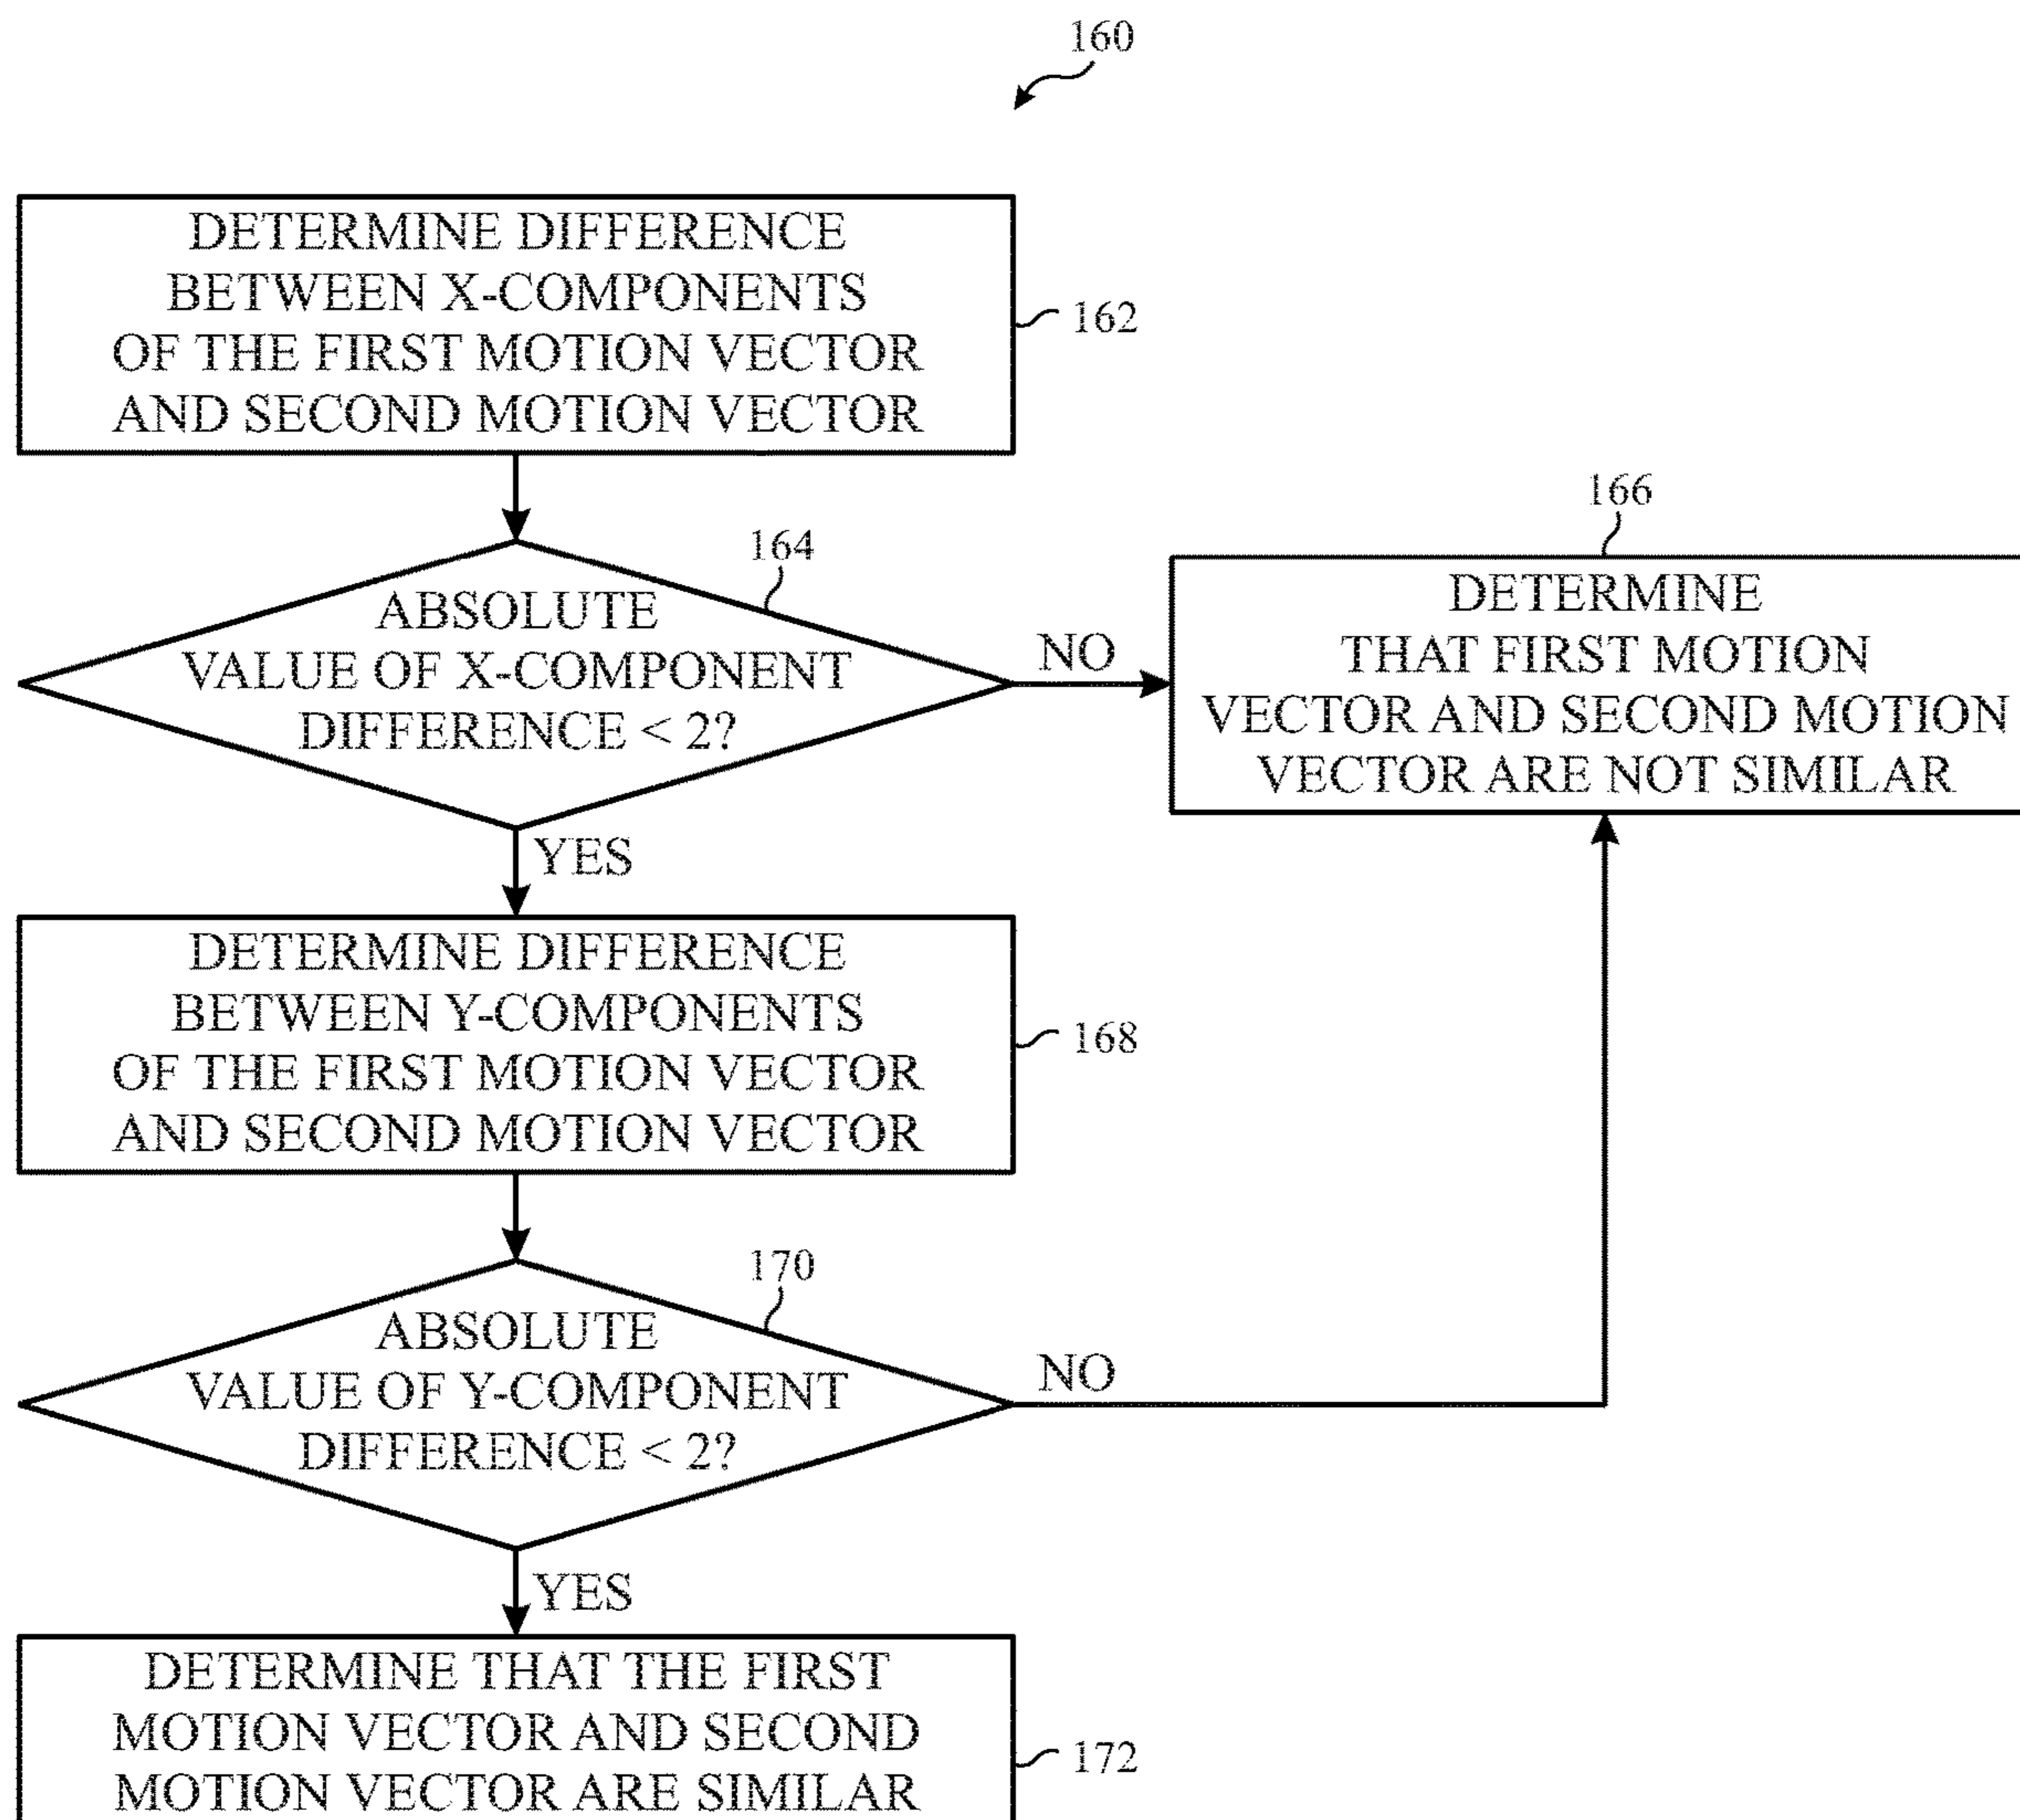 160
DETERMINE DIFFERENCE
BETWEEN X-COMPONENTS
OF THE FIRST MOTION VECTOR
AND SECOND MOTION VECTOR
162
164
ABSOLUTE
VALUE OF X-COMPONENT
DIFFERENCE < 2?
NO
166
DETERMINE
THAT FIRST MOTION
VECTOR AND SECOND MOTION
VECTOR ARE NOT SIMILAR
YES
DETERMINE DIFFERENCE
BETWEEN Y-COMPONENTS
OF THE FIRST MOTION VECTOR
AND SECOND MOTION VECTOR
168
170
ABSOLUTE
VALUE OF Y-COMPONENT
DIFFERENCE < 2?
NO
YES
DETERMINE THAT THE FIRST
MOTION VECTOR AND SECOND
MOTION VECTOR ARE SIMILAR
172